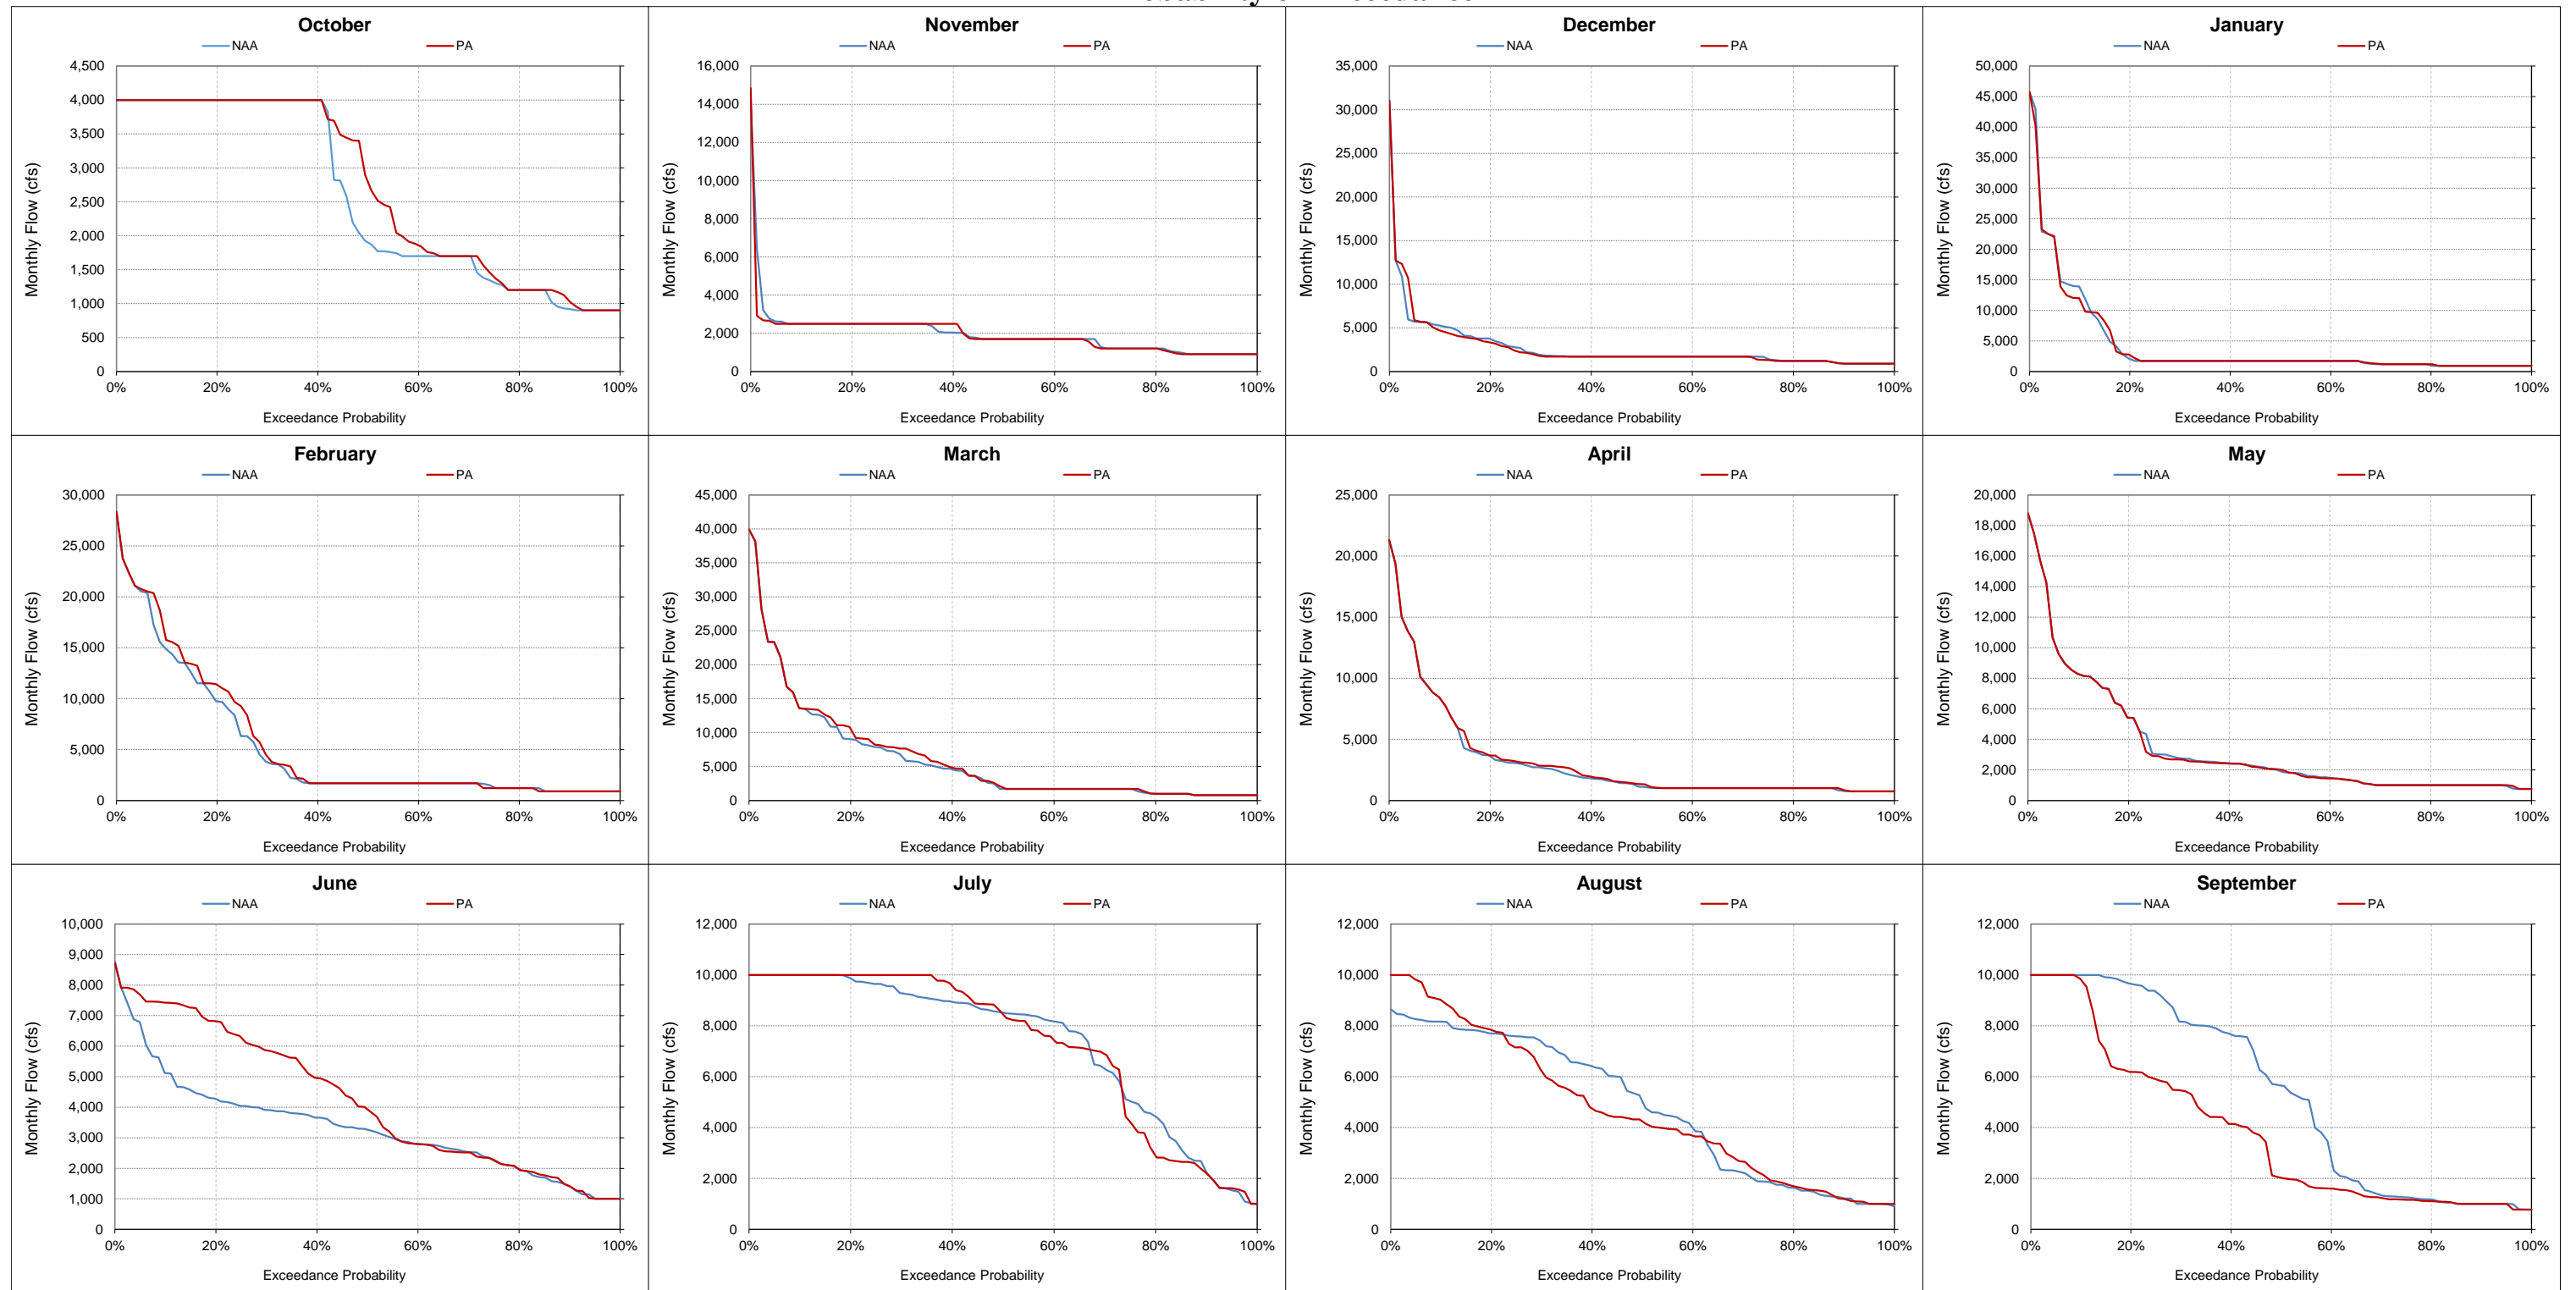 October
NAA PA
4,500
4,000
3,500
3,000
2,500
2,000
1,500
1,000
500
0
Monthly Flow (cfs)
0% 20% 40% 60% 80% 100%
Exceedance Probability
November
NAA PA
16,000
14,000
12,000
10,000
8,000
6,000
4,000
2,000
0
Monthly Flow (cfs)
0% 20% 40% 60% 80% 100%
Exceedance Probability
December
NAA PA
35,000
30,000
25,000
20,000
15,000
10,000
5,000
0
Monthly Flow (cfs)
0% 20% 40% 60% 80% 100%
Exceedance Probability
January
NAA PA
50,000
45,000
40,000
35,000
30,000
25,000
20,000
15,000
10,000
5,000
0
Monthly Flow (cfs)
0% 20% 40% 60% 80% 100%
Exceedance Probability
February
NAA PA
30,000
25,000
20,000
15,000
10,000
5,000
0
Monthly Flow (cfs)
0% 20% 40% 60% 80% 100%
Exceedance Probability
March
NAA PA
45,000
40,000
35,000
30,000
25,000
20,000
15,000
10,000
5,000
0
Monthly Flow (cfs)
0% 20% 40% 60% 80% 100%
Exceedance Probability
April
NAA PA
25,000
20,000
15,000
10,000
5,000
0
Monthly Flow (cfs)
0% 20% 40% 60% 80% 100%
Exceedance Probability
May
NAA PA
20,000
18,000
16,000
14,000
12,000
10,000
8,000
6,000
4,000
2,000
0
Monthly Flow (cfs)
0% 20% 40% 60% 80% 100%
Exceedance Probability
June
NAA PA
10,000
9,000
8,000
7,000
6,000
5,000
4,000
3,000
2,000
1,000
0
Monthly Flow (cfs)
0% 20% 40% 60% 80% 100%
Exceedance Probability
July
NAA PA
12,000
10,000
8,000
6,000
4,000
2,000
0
Monthly Flow (cfs)
0% 20% 40% 60% 80% 100%
Exceedance Probability
August
NAA PA
12,000
10,000
8,000
6,000
4,000
2,000
0
Monthly Flow (cfs)
0% 20% 40% 60% 80% 100%
Exceedance Probability
September
NAA PA
12,000
10,000
8,000
6,000
4,000
2,000
0
Monthly Flow (cfs)
0% 20% 40% 60% 80% 100%
Exceedance Probability